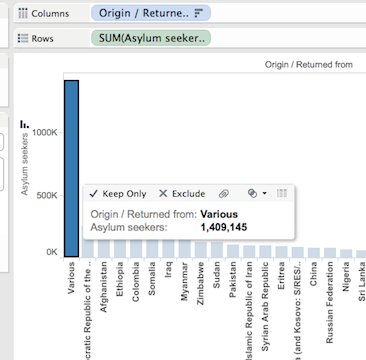 Columns Origin / Returne..
Rows SUM(Asylum seeker..
Origin / Returned from
Asylum seekers
1000K
500K
0K
Keep Only Exclude
Origin / Returned from: Various
Asylum seekers: 1,409,145
Various
cratic Republic of the ..
Afghanistan
Ethiopia
Colombia
Somalia
Iraq
Myanmar
Zimbabwe
Sudan
Pakistan
Islamic Republic of Iran
Syrian Arab Republic
Eritrea
(and Kosovo: S/RES/..
China
Russian Federation
Nigeria
Sri Lanka